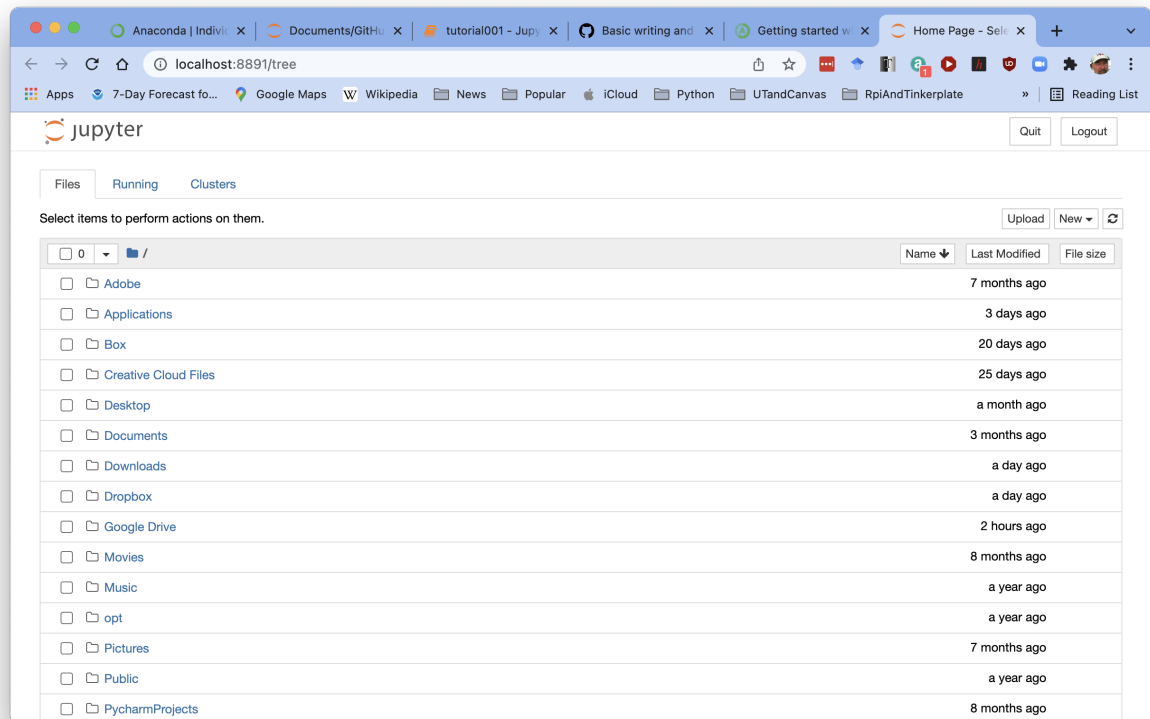 Anaconda | Individ Documents/GitHu tutorial001 - Jupy Basic writing and Getting started w Home Page - Sele
localhost:8891/tree
1
Apps 7-Day Forecast fo... Google Maps W Wikipedia News Popular iCloud Python UTandCanvas RpiAndTinkerplate » Reading List
jupyter Quit Logout
Files Running Clusters
Select items to perform actions on them. Upload New
0 / Name Last Modified File size
Adobe 7 months ago
Applications 3 days ago
Box 20 days ago
Creative Cloud Files 25 days ago
Desktop a month ago
Documents 3 months ago
Downloads a day ago
Dropbox a day ago
Google Drive 2 hours ago
Movies 8 months ago
Music a year ago
opt a year ago
Pictures 7 months ago
Public a year ago
PycharmProjects 8 months ago